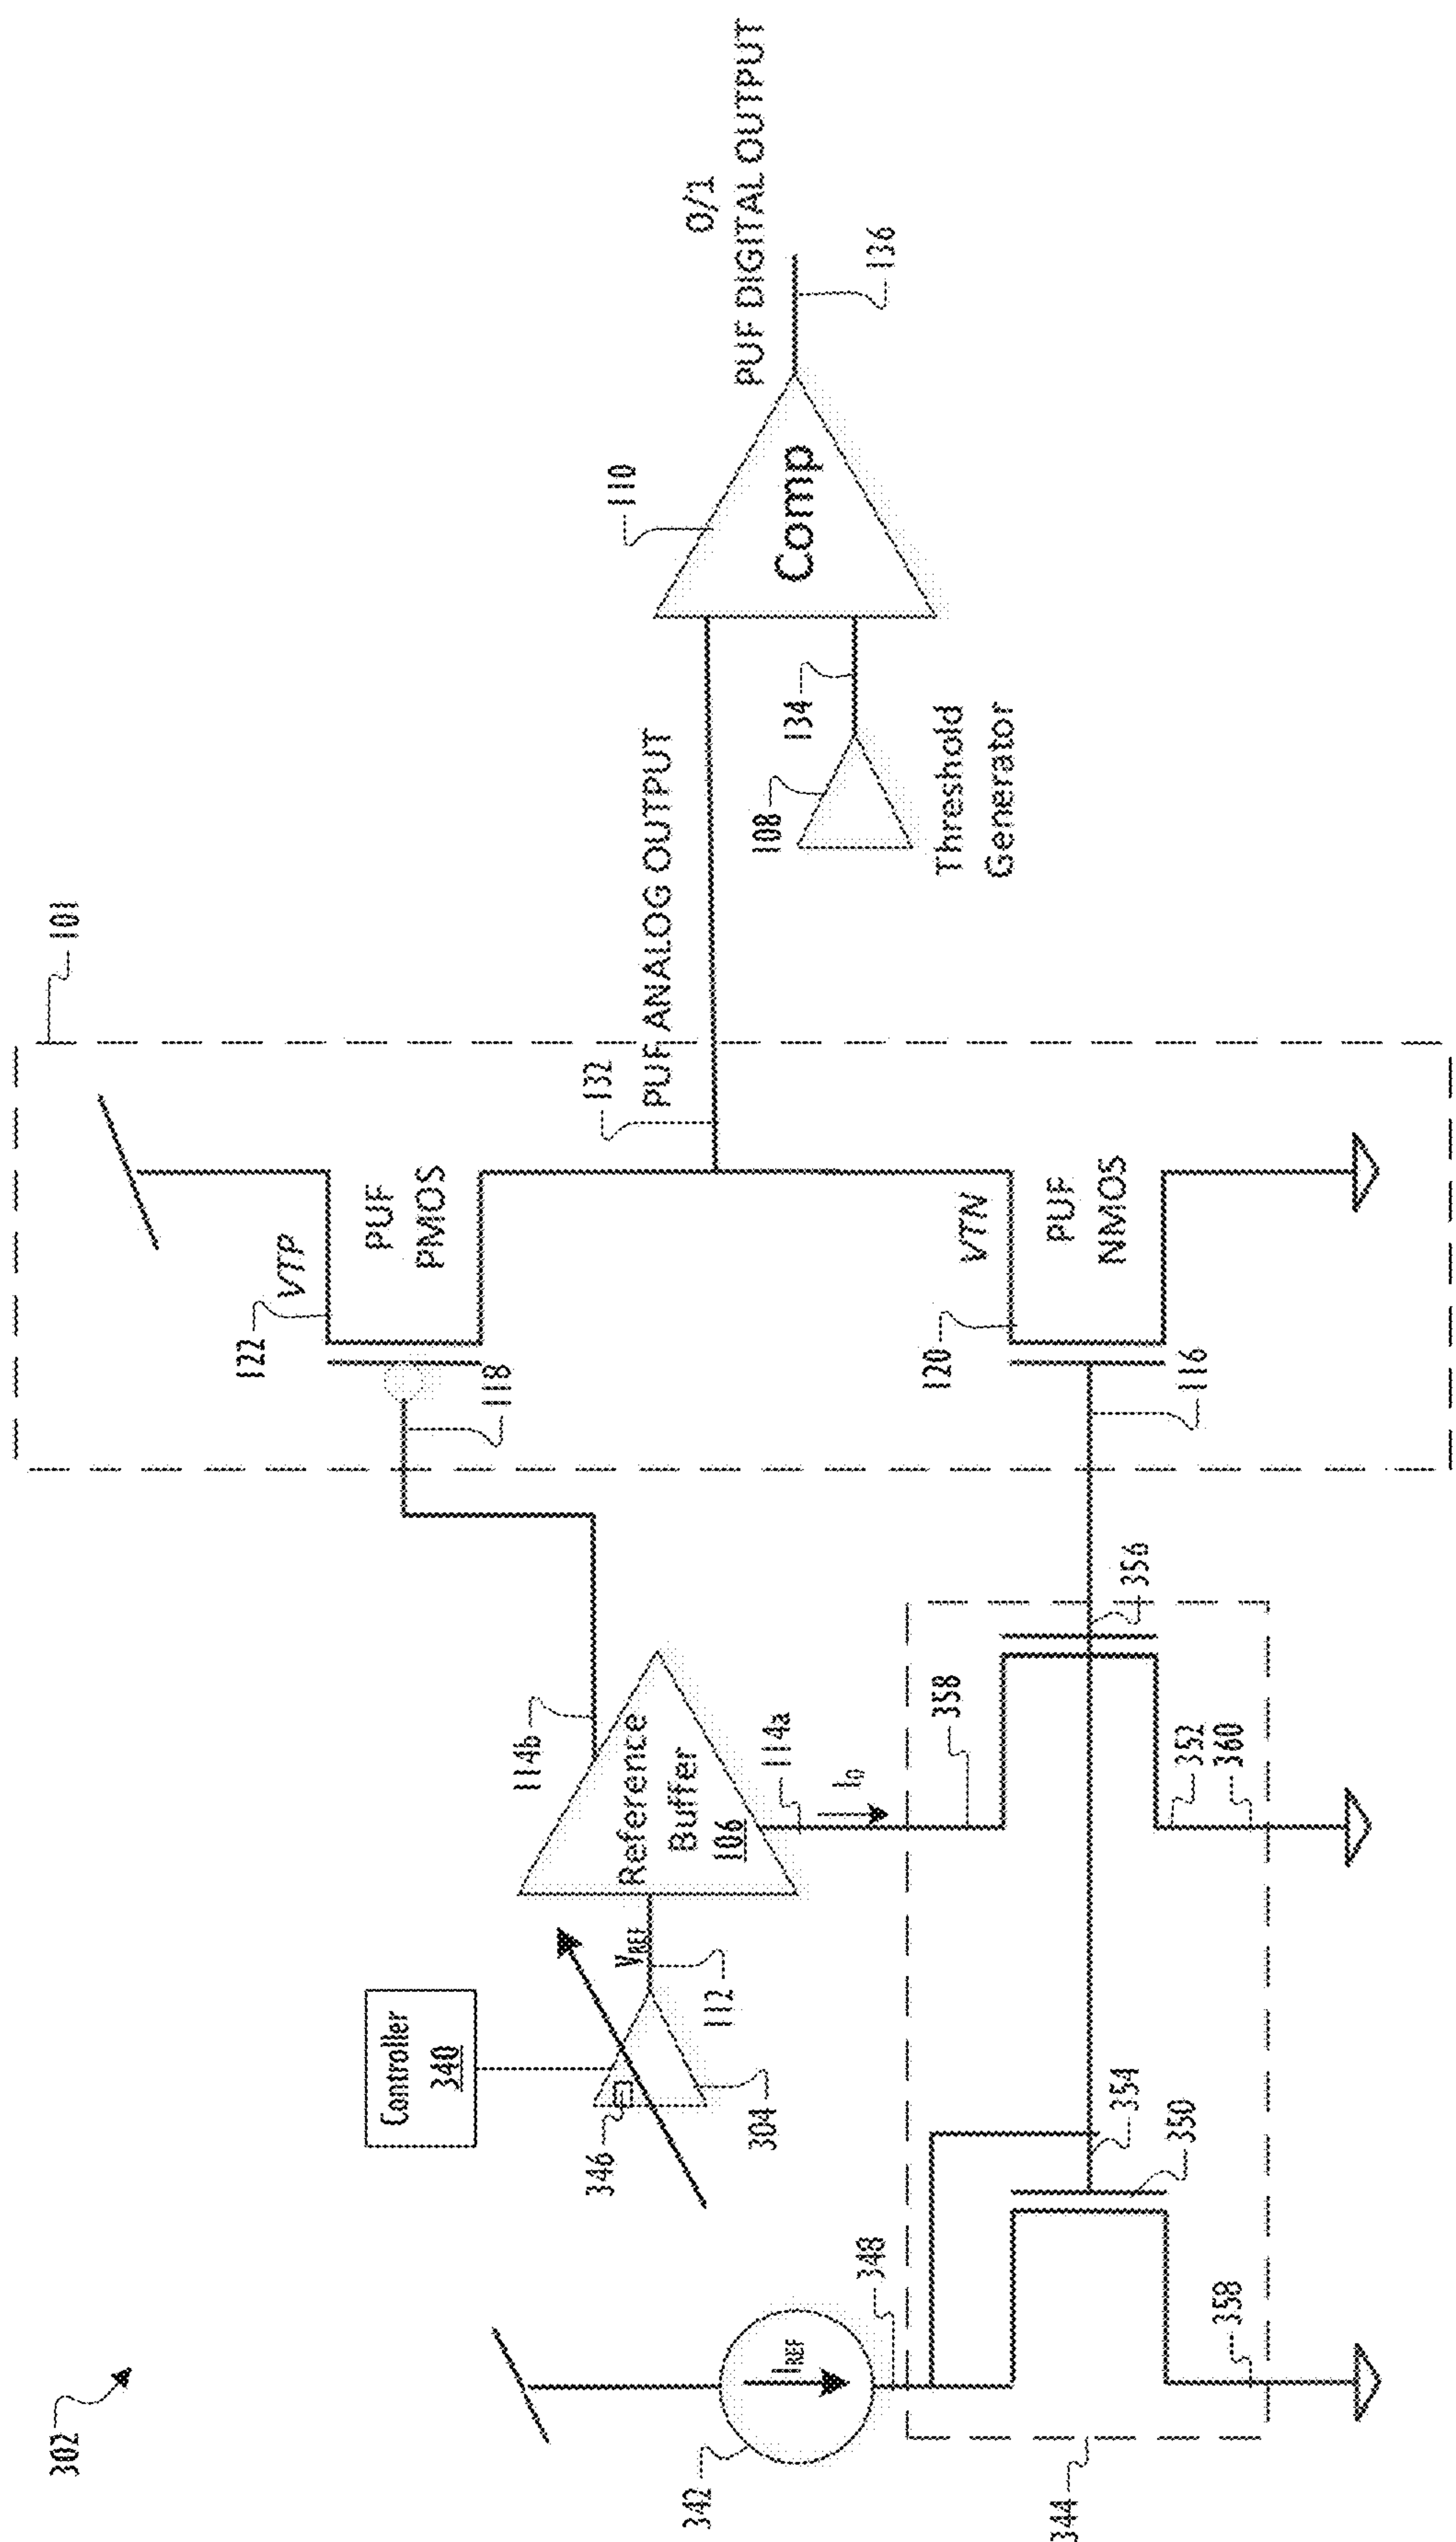 302
101
122
VTP
PUF
PMOS
118
132
PUF ANALOG OUTPUT
110
Comp
0/1
PUF DIGITAL OUTPUT
136
134
108
Threshold
Generator
120
VTN
PUF
NMOS
116
Controller
340
346
304
VREF
112
114b
Reference
Buffer
106
114a
I0
342
IREF
348
344
354
350
358
358
356
352
360